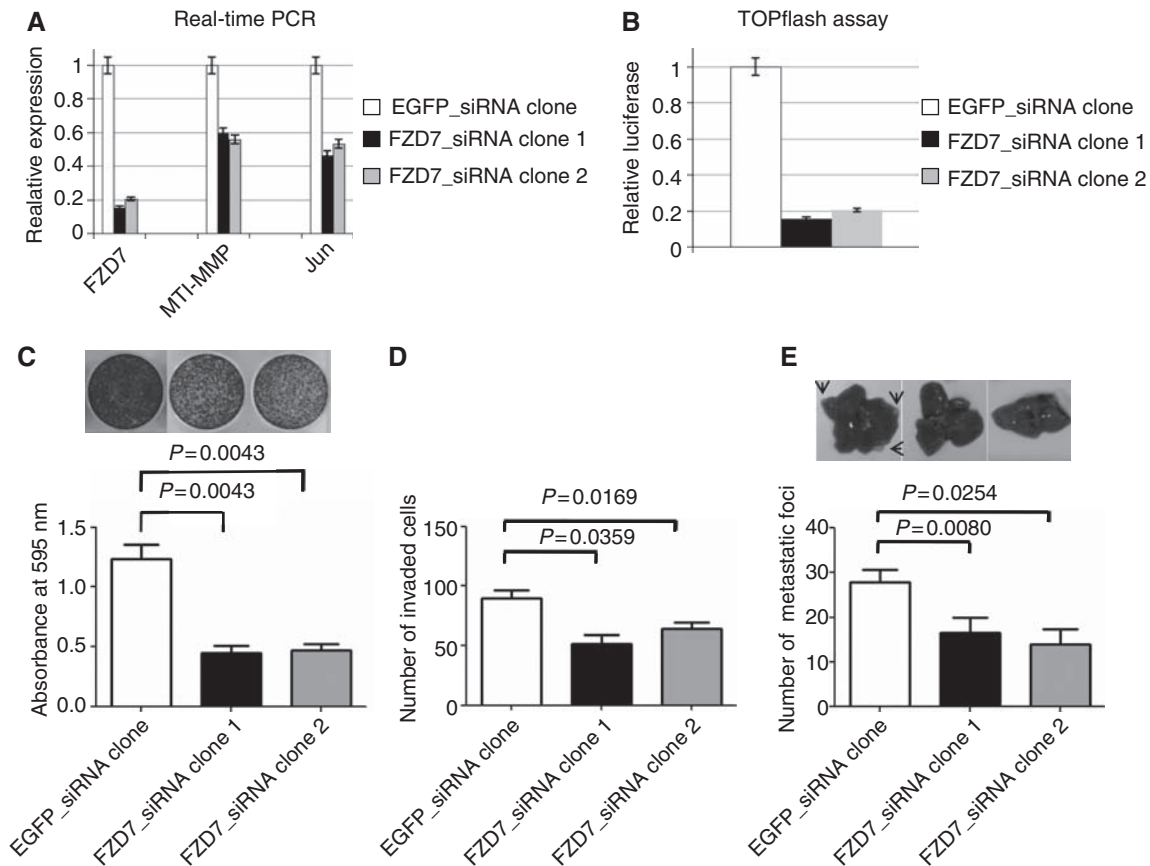 A
Real-time PCR
Realative expression
1
0.8
0.6
0.4
0.2
0
FZD7
MTI-MMP
Jun
EGFP_siRNA clone
FZD7_siRNA clone 1
FZD7_siRNA clone 2
B
TOPflash assay
Relative luciferase
1
0.8
0.6
0.4
0.2
0
EGFP_siRNA clone
FZD7_siRNA clone 1
FZD7_siRNA clone 2
C
P=0.0043
P=0.0043
Absorbance at 595 nm
1.5
1.0
0.5
0.0
EGFP_siRNA clone
FZD7_siRNA clone 1
FZD7_siRNA clone 2
D
P=0.0169
P=0.0359
Number of invaded cells
150
100
50
0
EGFP_siRNA clone
FZD7_siRNA clone 1
FZD7_siRNA clone 2
E
P=0.0254
P=0.0080
Number of metastatic foci
40
30
20
10
0
EGFP_siRNA clone
FZD7_siRNA clone 1
FZD7_siRNA clone 2